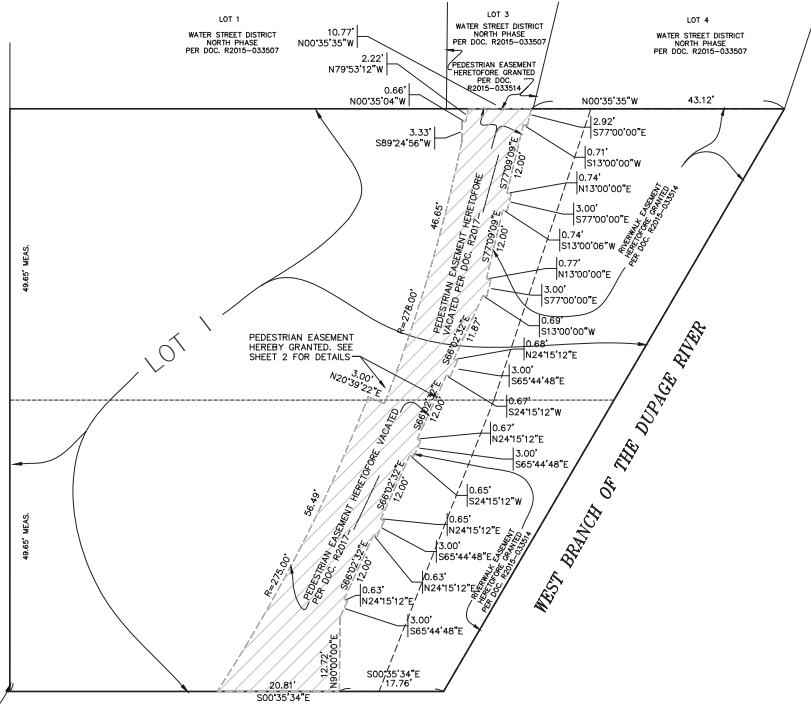 LOT 1
WATER STREET DISTRICT
NORTH PHASE
PER DOC. R2015-033507
10.77'
N00°35'35"W
2.22'
N79°53'12"W
0.66'
N00°35'04"W
3.33'
S89°24'56"W
LOT 3
WATER STREET DISTRICT
NORTH PHASE
PER DOC. R2015-033507
PEDESTRIAN EASEMENT
HERETOFORE GRANTED
PER DOC.
R2015-033514
LOT 4
WATER STREET DISTRICT
NORTH PHASE
PER DOC. R2015-033507
N00°35'35"W
43.12'
2.92'
S77°00'00"E
0.71'
S13°00'00"W
0.74'
N13°00'00"E
3.00'
S77°00'00"E
0.74'
S13°00'06"W
0.77'
N13°00'00"E
3.00'
S77°00'00"E
0.69'
S13°00'00"W
0.68'
N24°15'12"E
3.00'
S65°44'48"E
0.67'
S24°15'12"W
0.67'
N24°15'12"E
3.00'
S65°44'48"E
0.65'
S24°15'12"W
0.65'
N24°15'12"E
3.00'
S65°44'48"E
0.63'
N24°15'12"E
0.63'
N24°15'12"E
3.00'
S65°44'48"E
S77°09'09"E
12.00'
S77°09'09"E
12.00'
S66°02'32"E
11.87'
S66°02'32"E
12.00'
S66°02'32"E
12.00'
S66°02'32"E
12.00'
12.72'
N90°00'00"E
46.65'
R=278.00'
PEDESTRIAN EASEMENT HERETOFORE
VACATED PER DOC. R2017-
RIVERWALK EASEMENT
HERETOFORE GRANTED
PER DOC. R2015-033514
49.65' MEAS.
LOT 1
PEDESTRIAN EASEMENT
HEREBY GRANTED. SEE
SHEET 2 FOR DETAILS
3.00'
N20°39'22"E
56.49'
R=275.00'
PEDESTRIAN EASEMENT HERETOFORE VACATED
PER DOC. R2017-
49.65' MEAS.
RIVERWALK EASEMENT
HERETOFORE GRANTED
PER DOC. R2015-033514
WEST BRANCH OF THE DUPAGE RIVER
20.81'
S00°35'34"E
S00°35'34"E
17.76'